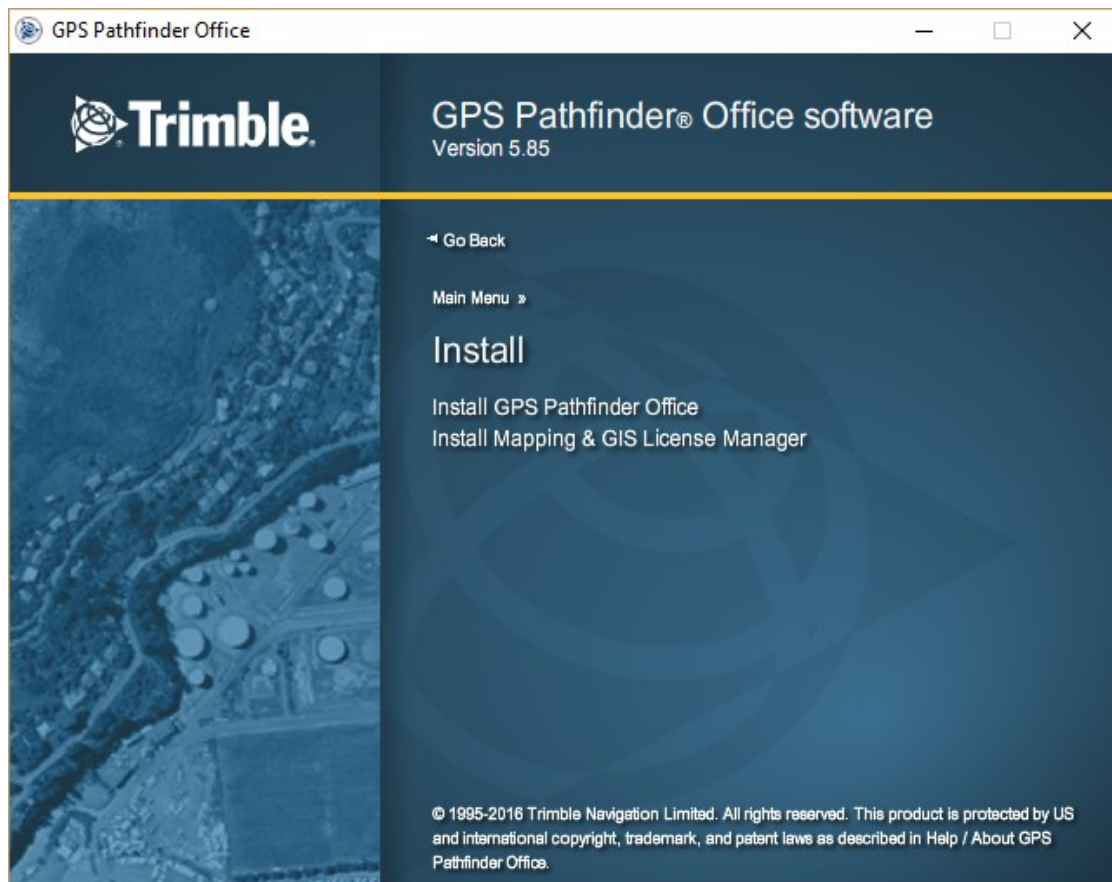 GPS Pathfinder Office
Trimble.
GPS Pathfinder® Office software
Version 5.85
Go Back
Main Menu »
Install
Install GPS Pathfinder Office
Install Mapping & GIS License Manager
© 1995-2016 Trimble Navigation Limited. All rights reserved. This product is protected by US
and international copyright, trademark, and patent laws as described in Help / About GPS
Pathfinder Office.